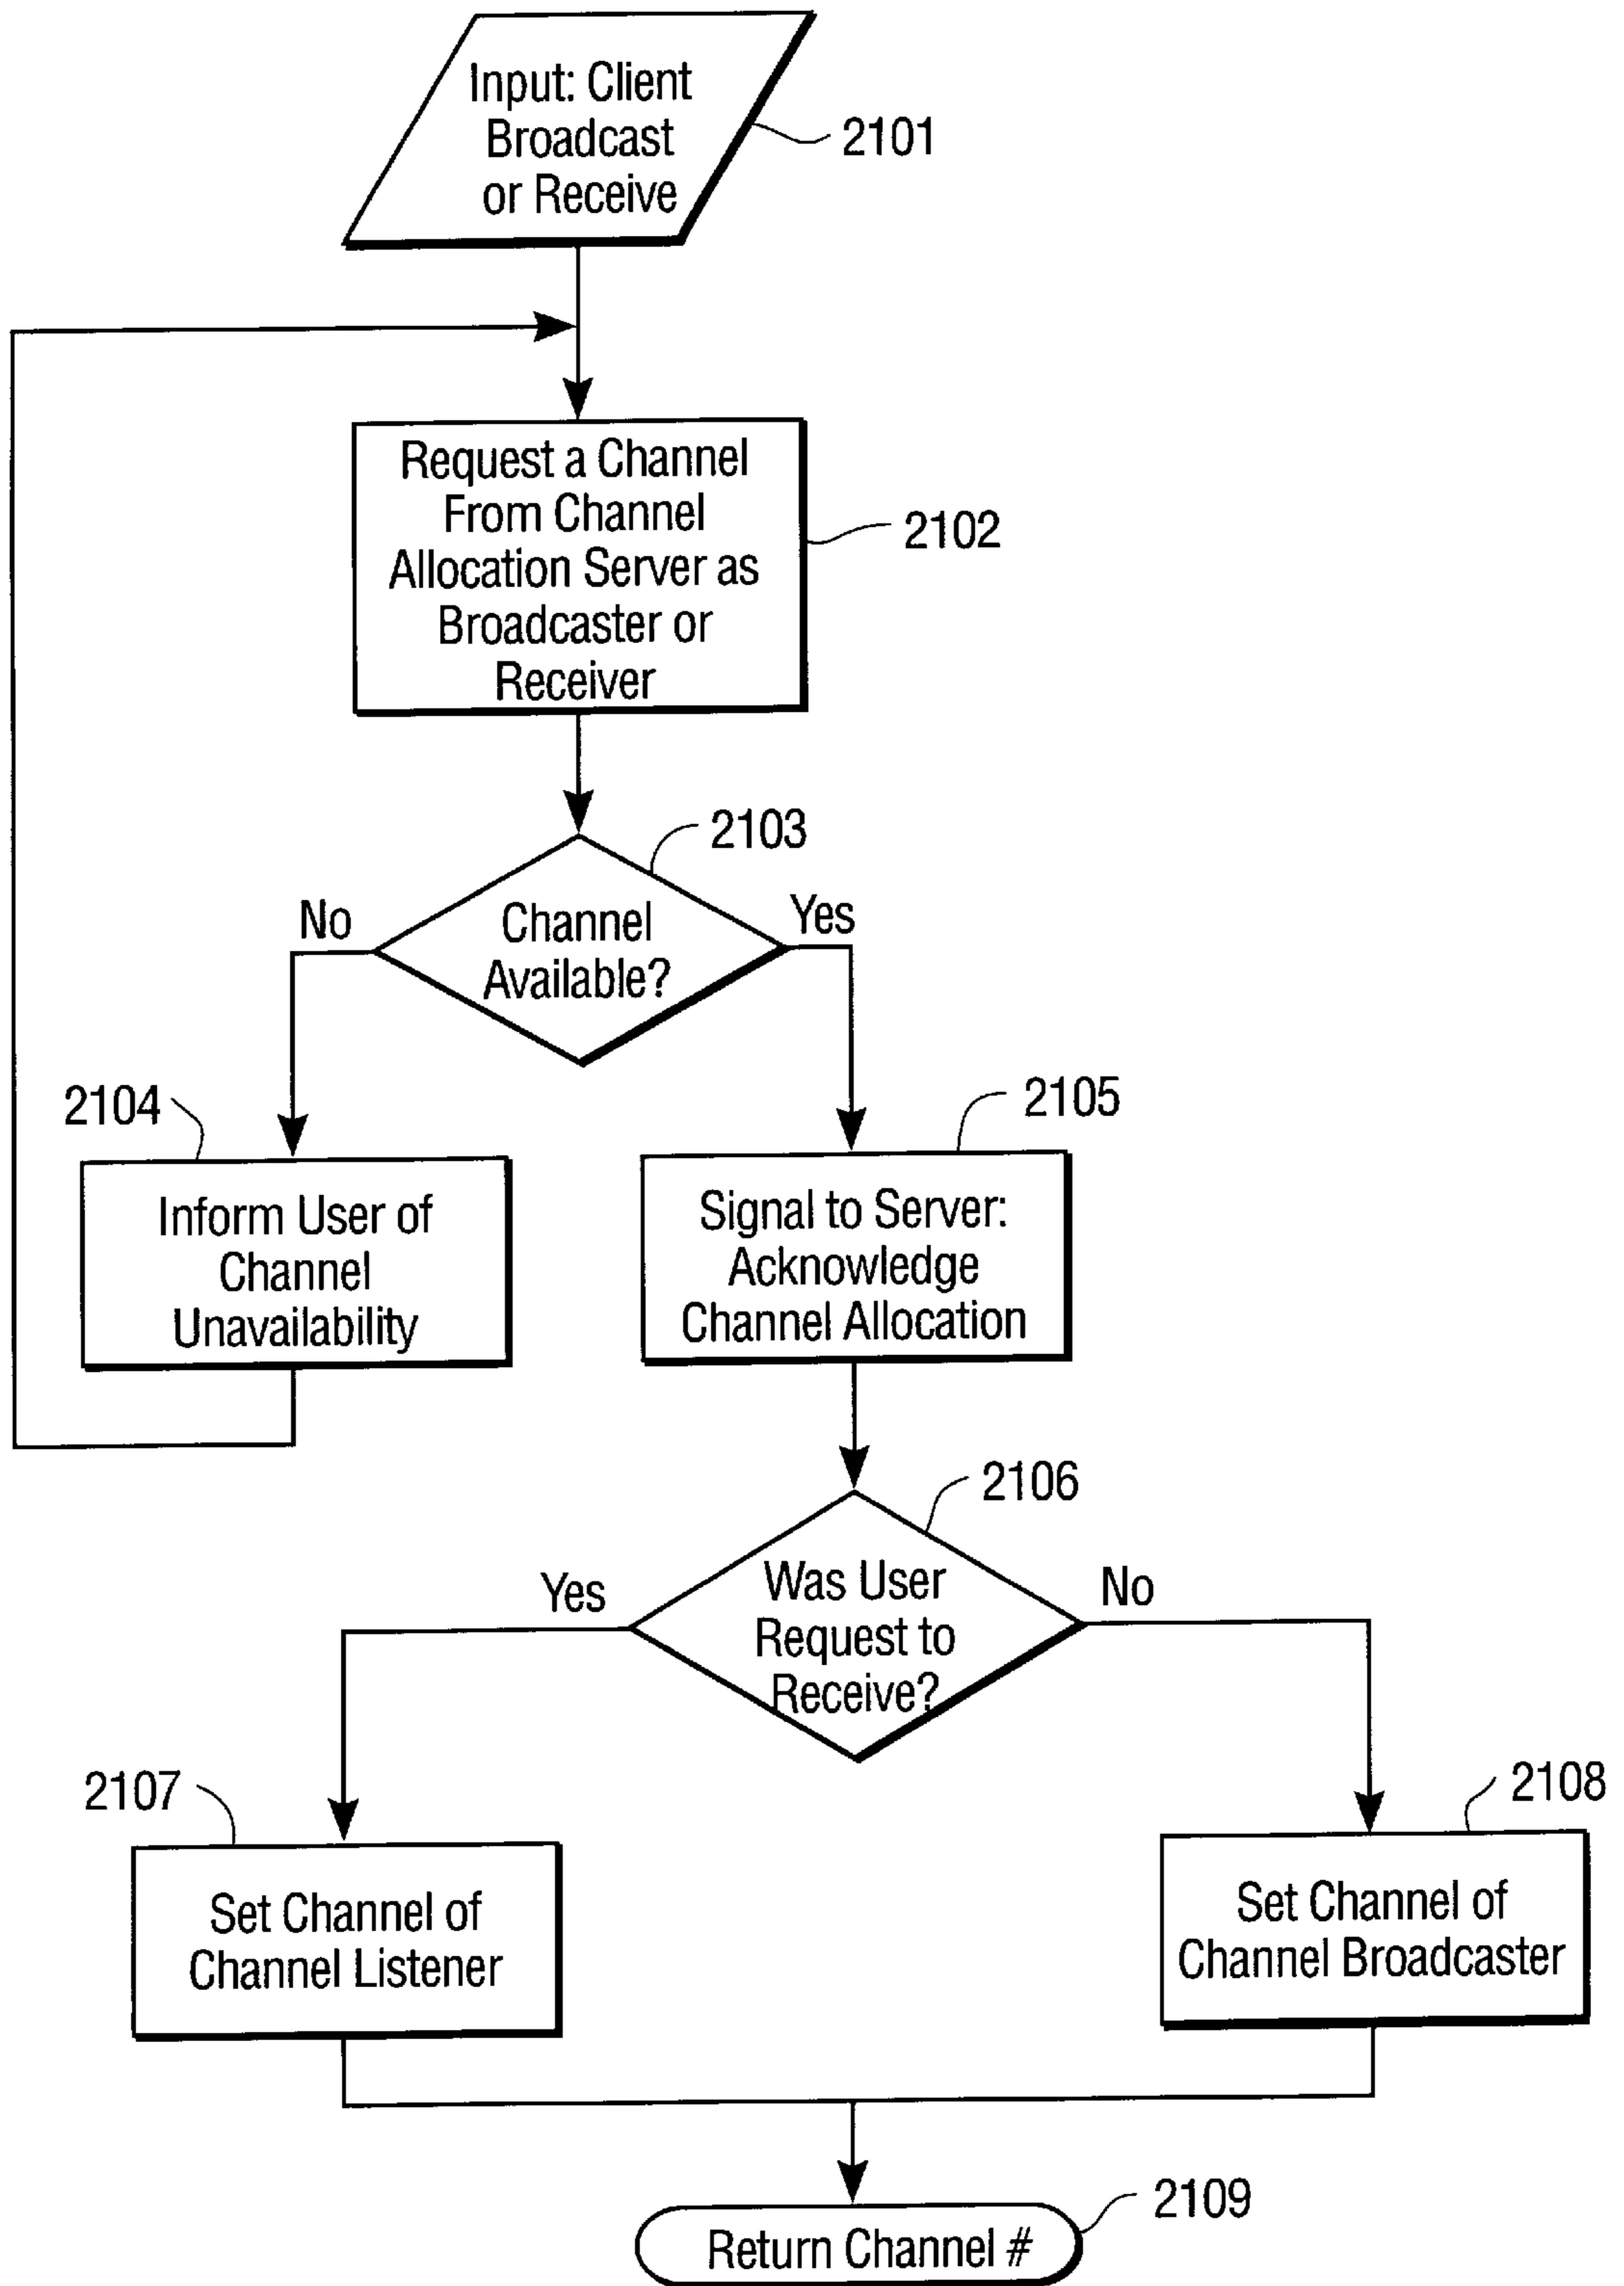 Input: Client
Broadcast
or Receive
2101
Request a Channel
From Channel
Allocation Server as
Broadcaster or
Receiver
2102
2103
Channel
Available?
No
Yes
2104
Inform User of
Channel
Unavailability
2105
Signal to Server:
Acknowledge
Channel Allocation
2106
Was User
Request to
Receive?
Yes
No
2107
Set Channel of
Channel Listener
2108
Set Channel of
Channel Broadcaster
2109
Return Channel #